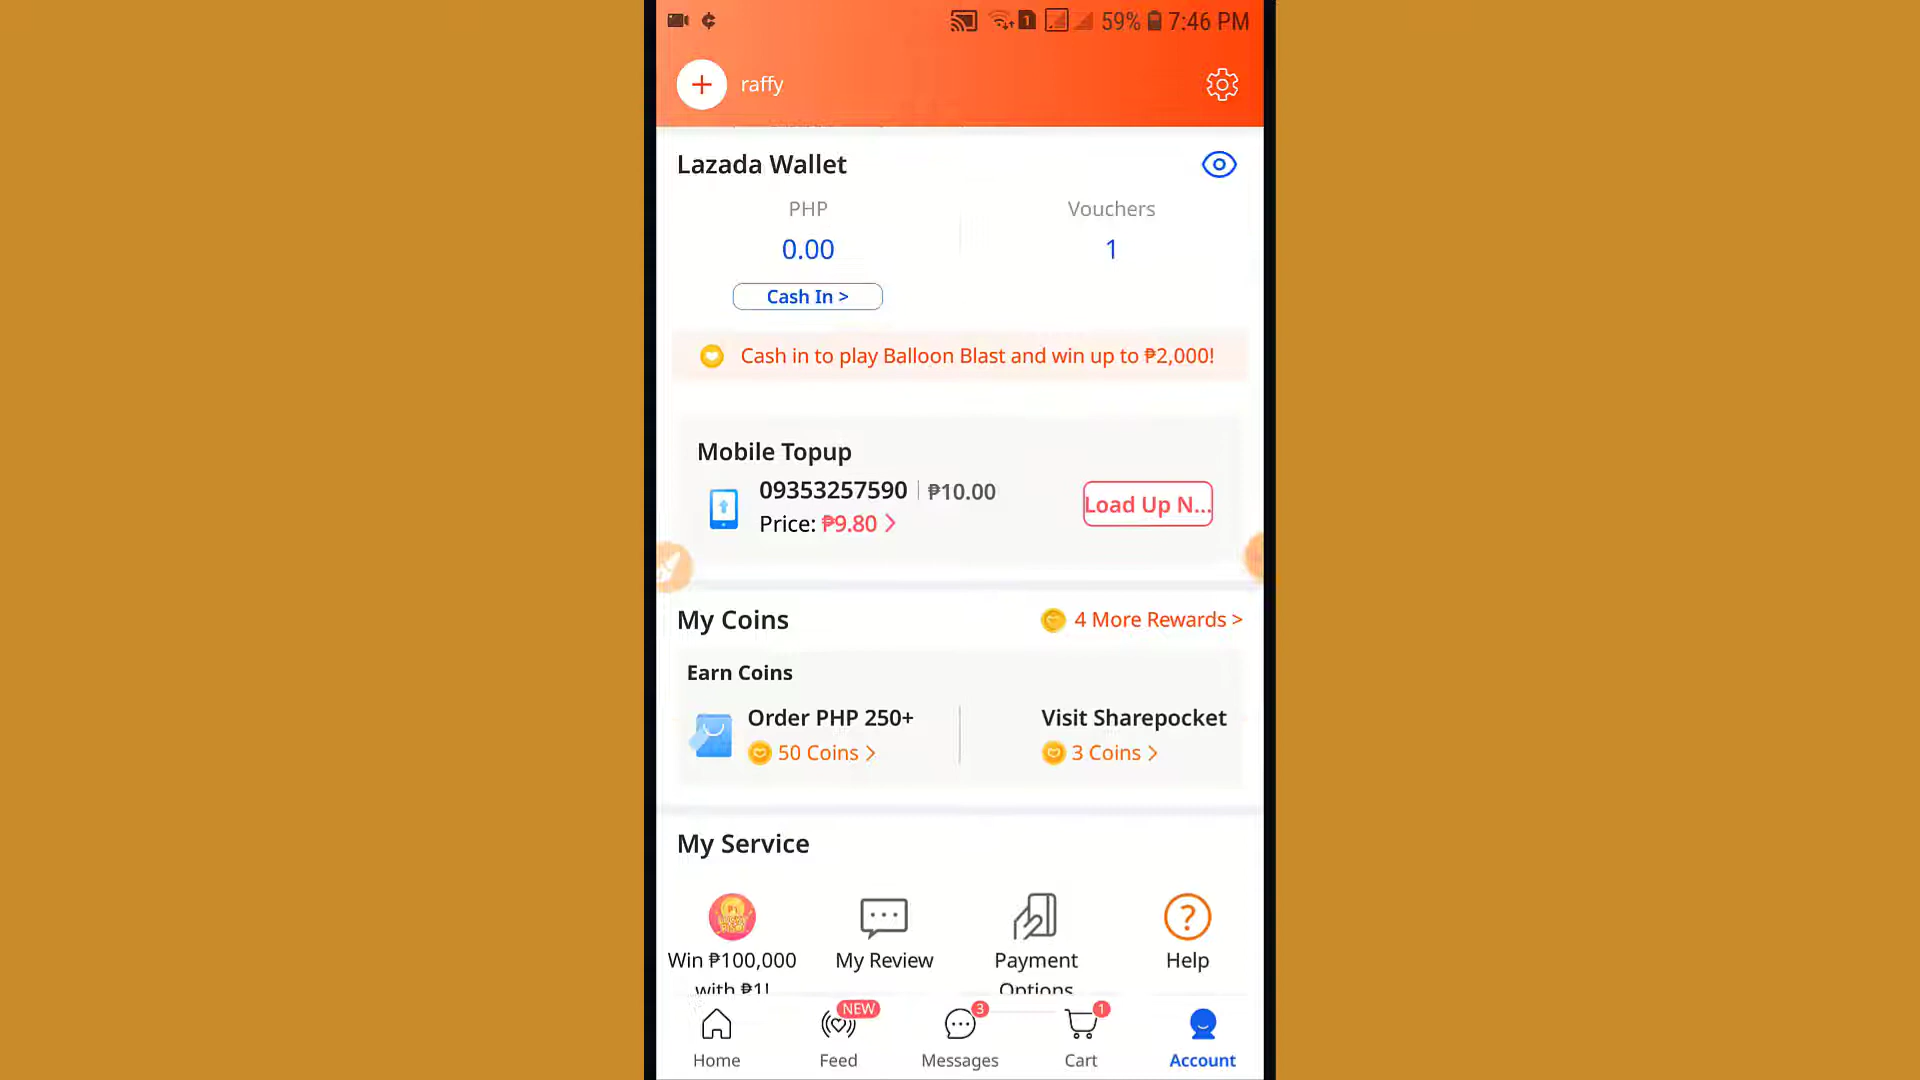 59% 7:46 PM
raffy
Lazada Wallet
PHP
Vouchers
0.00
1
Cash In >
Cash in to play Balloon Blast and win up to ₱2,000!
Mobile Topup
09353257590 ₱10.00
Price: ₱9.80
Load Up N...
My Coins
4 More Rewards >
Earn Coins
Order PHP 250+
50 Coins
Visit Sharepocket
3 Coins
My Service
Win ₱100,000
with ₱1!
My Review
Payment
Options
Help
Home
NEW
Feed
3
Messages
1
Cart
Account